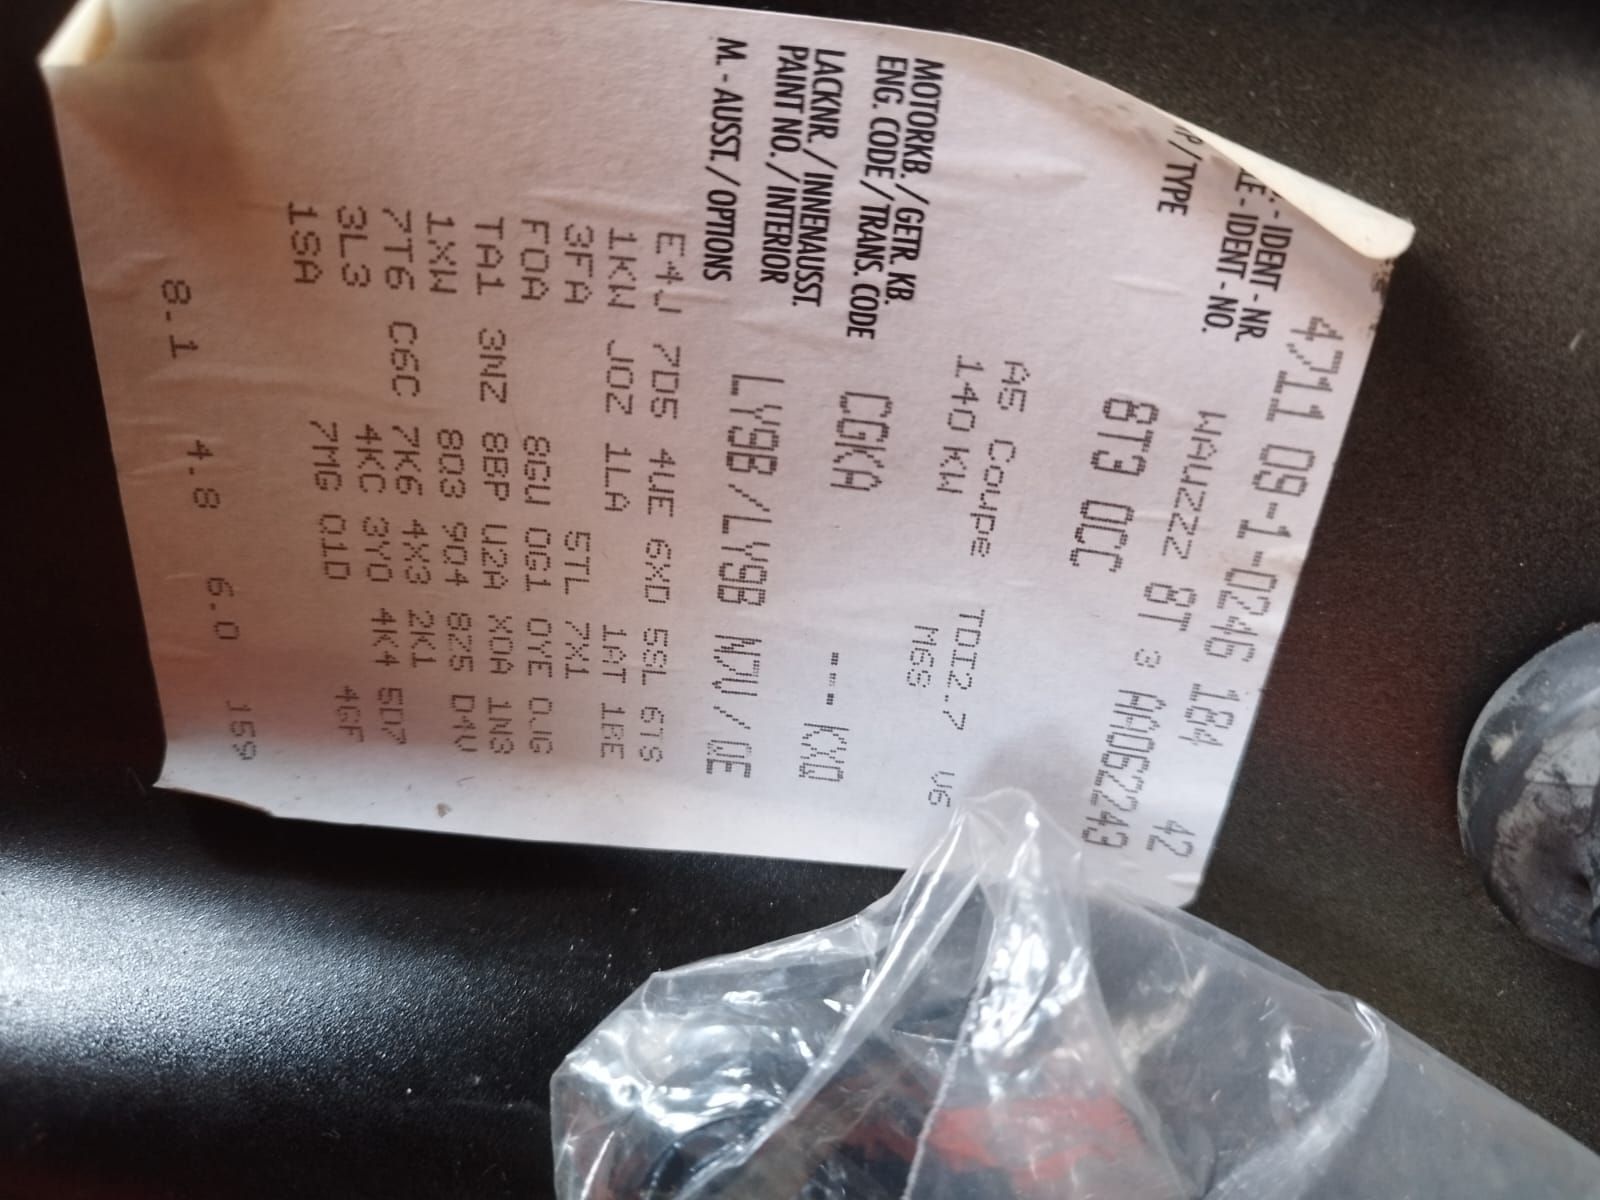 4711 09-1-0246 184 42
.-IDENT-NR
LE-IDENT-NO.
WAUZZZ 8T 3 AA062243
P/TYPE
8T3 0CC
A5 Coupe TDI2.7 V6
140 KW M6S
MOTORKB./GETR. KB.
ENG. CODE/TRANS. CODE
CGKA --- KXQ
LACKNR./INNENAUSST.
PAINT NO./INTERIOR
LY9B/LY9B N7V/QE
M.-AUSST./OPTIONS
E4J 7D5 4UE 6XD 5SL 6TS
1KW J0Z 1LA 1AT 1BE
3FA 5TL 7X1
F0A 8GU 0G1 0YE 0JG
TA1 3NZ 8BP U2A X0A 1N3
1XW 8Q3 9Q4 8Z5 D4V
7T6 C6C 7K6 4X3 2K1
3L3 4KC 3Y0 4K4 5D7
1SA 7MG Q1D 4GF
8.1 4.8 6.0 159